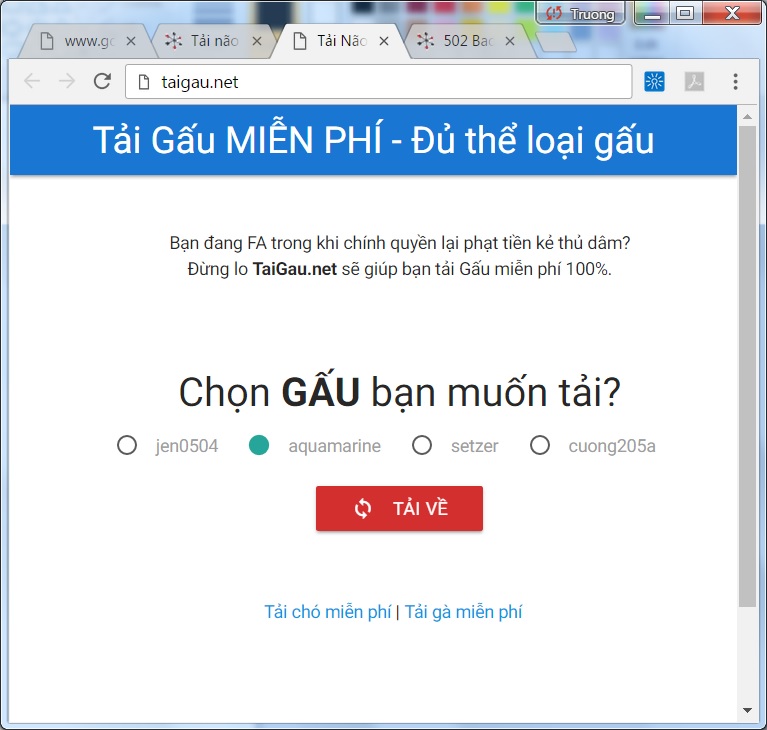 Truong
www.go
Tải não
Tải Não
502 Bac
taigau.net
Tải Gấu MIỄN PHÍ - Đủ thể loại gấu
Bạn đang FA trong khi chính quyền lại phạt tiền kẻ thủ dâm?
Đừng lo TaiGau.net sẽ giúp bạn tải Gấu miễn phí 100%.
Chọn GẤU bạn muốn tải?
jen0504
aquamarine
setzer
cuong205a
TẢI VỀ
Tải chó miễn phí | Tải gà miễn phí